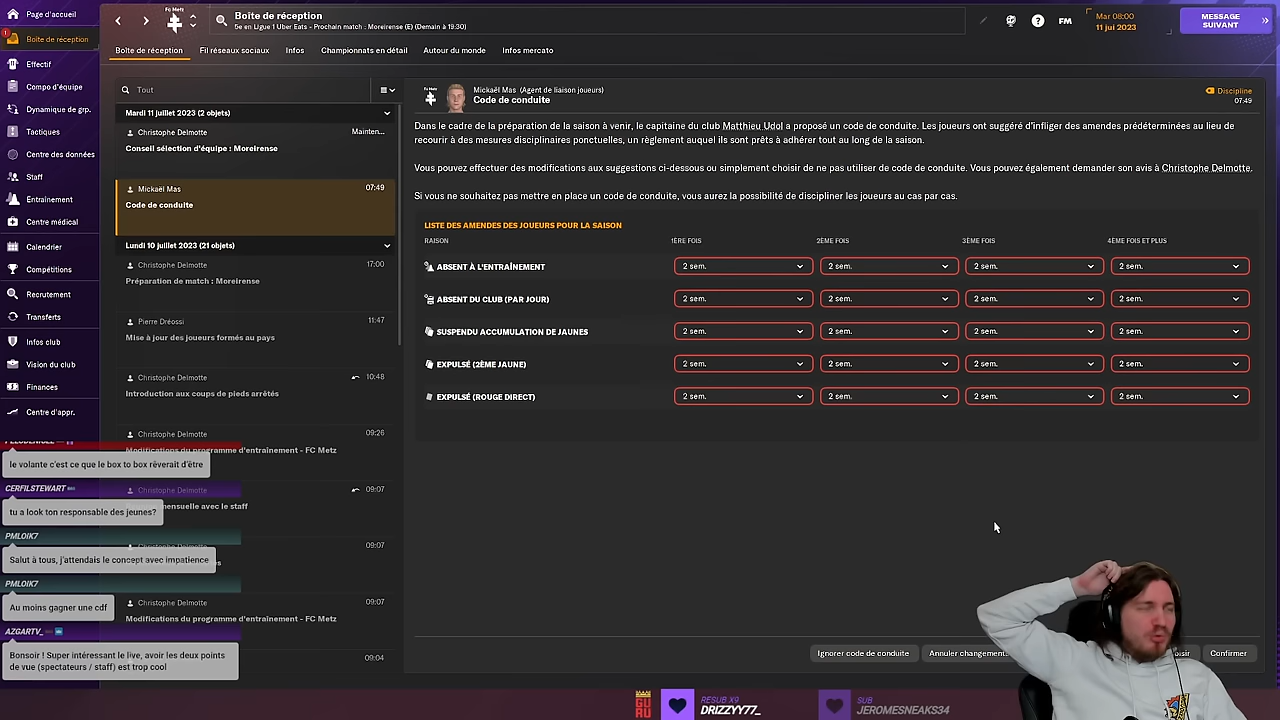 Page d'accueil
1
Boîte de réception
Effectif
Compo d'équipe
Dynamique de grp.
Tactiques
Centre des données
Staff
Entraînement
Centre médical
Calendrier
Compétitions
Recrutement
Transferts
Infos club
Vision du club
Finances
Centre d'appr.
Fc Metz
Boîte de réception
5e en Ligue 1 Uber Eats - Prochain match : Moreirense (E) (Demain à 19:30)
FM
Mar 08:00
11 jui 2023
MESSAGE
SUIVANT
Boîte de réception
Fil réseaux sociaux
Infos
Championnats en détail
Autour du monde
Infos mercato
Tout
Mardi 11 juillet 2023 (2 objets)
Christophe Delmotte
Mainten...
Conseil sélection d'équipe : Moreirense
Mickaël Mas
07:49
Code de conduite
Lundi 10 juillet 2023 (21 objets)
Christophe Delmotte
17:00
Préparation de match : Moreirense
Pierre Dréossi
11:47
Mise à jour des joueurs formés au pays
Christophe Delmotte
10:48
Introduction aux coups de pieds arrêtés
Christophe Delmotte
09:26
Modifications du programme d'entraînement - FC Metz
Christophe Delmotte
09:07
mensuelle avec le staff
09:07
Christophe Delmotte
09:07
Modifications du programme d'entraînement - FC Metz
09:04
Fc Metz
Mickaël Mas (Agent de liaison joueurs)
Code de conduite
Discipline
07:49
Dans le cadre de la préparation de la saison à venir, le capitaine du club Matthieu Udol a proposé un code de conduite. Les joueurs ont suggéré d'infliger des amendes prédéterminées au lieu de
recourir à des mesures disciplinaires ponctuelles, un règlement auquel ils sont prêts à adhérer tout au long de la saison.
Vous pouvez effectuer des modifications aux suggestions ci-dessous ou simplement choisir de ne pas utiliser de code de conduite. Vous pouvez également demander son avis à Christophe Delmotte.
Si vous ne souhaitez pas mettre en place un code de conduite, vous aurez la possibilité de discipliner les joueurs au cas par cas.
LISTE DES AMENDES DES JOUEURS POUR LA SAISON
RAISON 1ÈRE FOIS 2ÈME FOIS 3ÈME FOIS 4ÈME FOIS ET PLUS
ABSENT À L'ENTRAÎNEMENT 2 sem. 2 sem. 2 sem. 2 sem.
ABSENT DU CLUB (PAR JOUR) 2 sem. 2 sem. 2 sem. 2 sem.
SUSPENDU ACCUMULATION DE JAUNES 2 sem. 2 sem. 2 sem. 2 sem.
EXPULSÉ (2ÈME JAUNE) 2 sem. 2 sem. 2 sem. 2 sem.
EXPULSÉ (ROUGE DIRECT) 2 sem. 2 sem. 2 sem. 2 sem.
Ignorer code de conduite
Annuler changement
Confirmer
le volante c'est ce que le box to box rêverait d'être
CERFILSTEWART
tu a look ton responsable des jeunes?
PMLOIK7
Salut à tous, j'attendais le concept avec impatience
PMLOIK7
Au moins gagner une cdf
AZGARTV_
Bonsoir ! Super intéressant le live, avoir les deux points
de vue (spectateurs / staff) est trop cool
GURU
RESUB X9
DRIZZYY77_
SUB
JEROMESNEAKS34